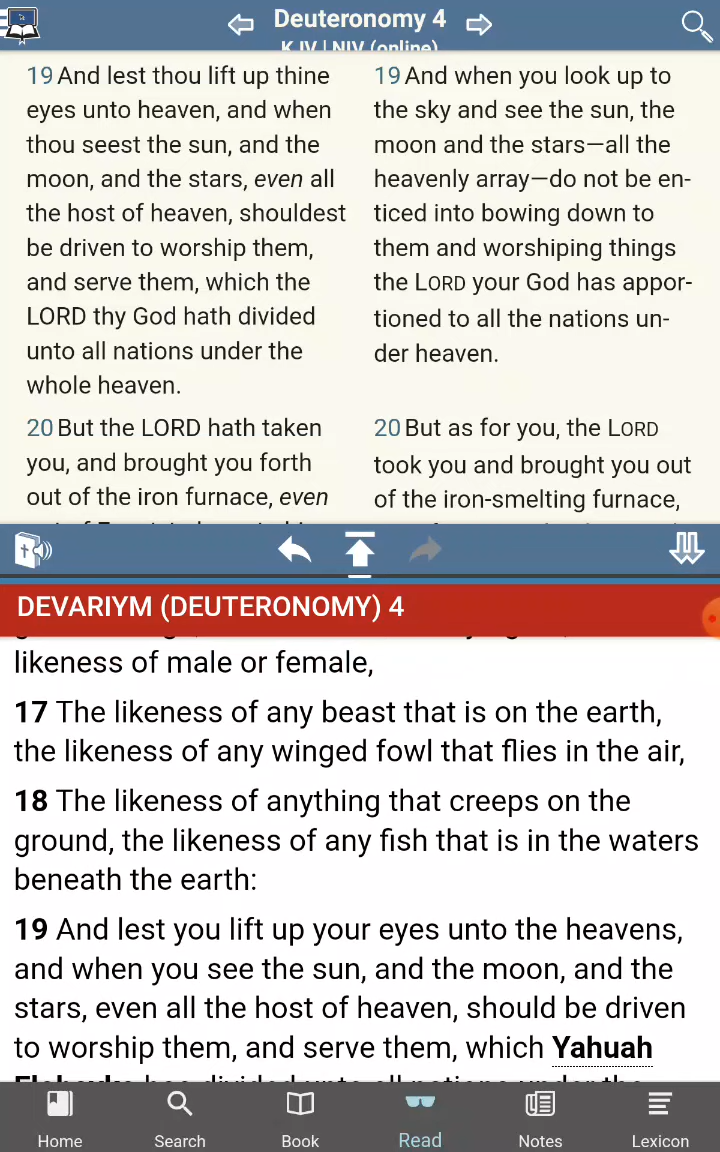 Deuteronomy 4
KJV | NIV (online)
19 And lest thou lift up thine
eyes unto heaven, and when
thou seest the sun, and the
moon, and the stars, even all
the host of heaven, shouldest
be driven to worship them,
and serve them, which the
LORD thy God hath divided
unto all nations under the
whole heaven.
20 But the LORD hath taken
you, and brought you forth
out of the iron furnace, even
19 And when you look up to
the sky and see the sun, the
moon and the stars—all the
heavenly array—do not be en-
ticed into bowing down to
them and worshiping things
the LORD your God has appor-
tioned to all the nations un-
der heaven.
20 But as for you, the LORD
took you and brought you out
of the iron-smelting furnace,
DEVARIYM (DEUTERONOMY) 4
likeness of male or female,
17 The likeness of any beast that is on the earth,
the likeness of any winged fowl that flies in the air,
18 The likeness of anything that creeps on the
ground, the likeness of any fish that is in the waters
beneath the earth:
19 And lest you lift up your eyes unto the heavens,
and when you see the sun, and the moon, and the
stars, even all the host of heaven, should be driven
to worship them, and serve them, which Yahuah
has divided unto all nations under the
Home
Search
Book
Read
Notes
Lexicon